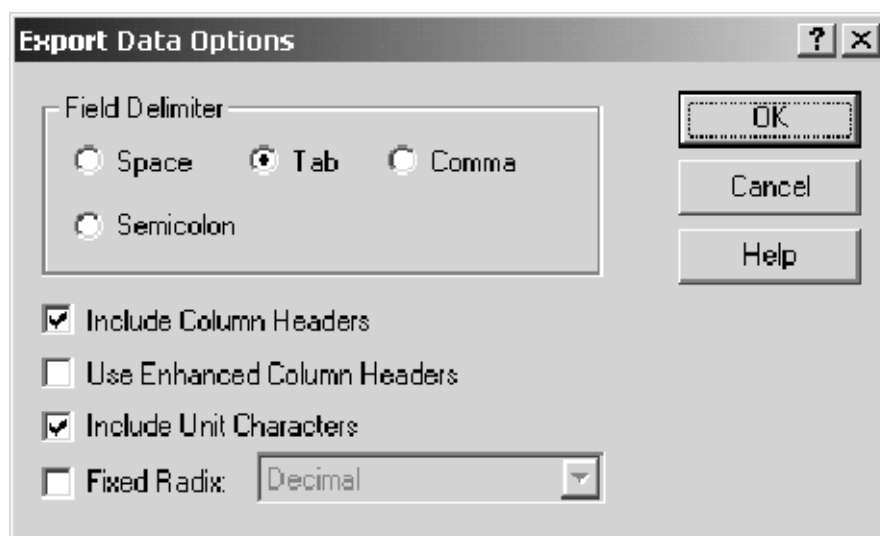 Export Data Options
Field Delimiter
Space Tab Comma
Semicolon
OK
Cancel
Help
Include Column Headers
Use Enhanced Column Headers
Include Unit Characters
Fixed Radix: Decimal